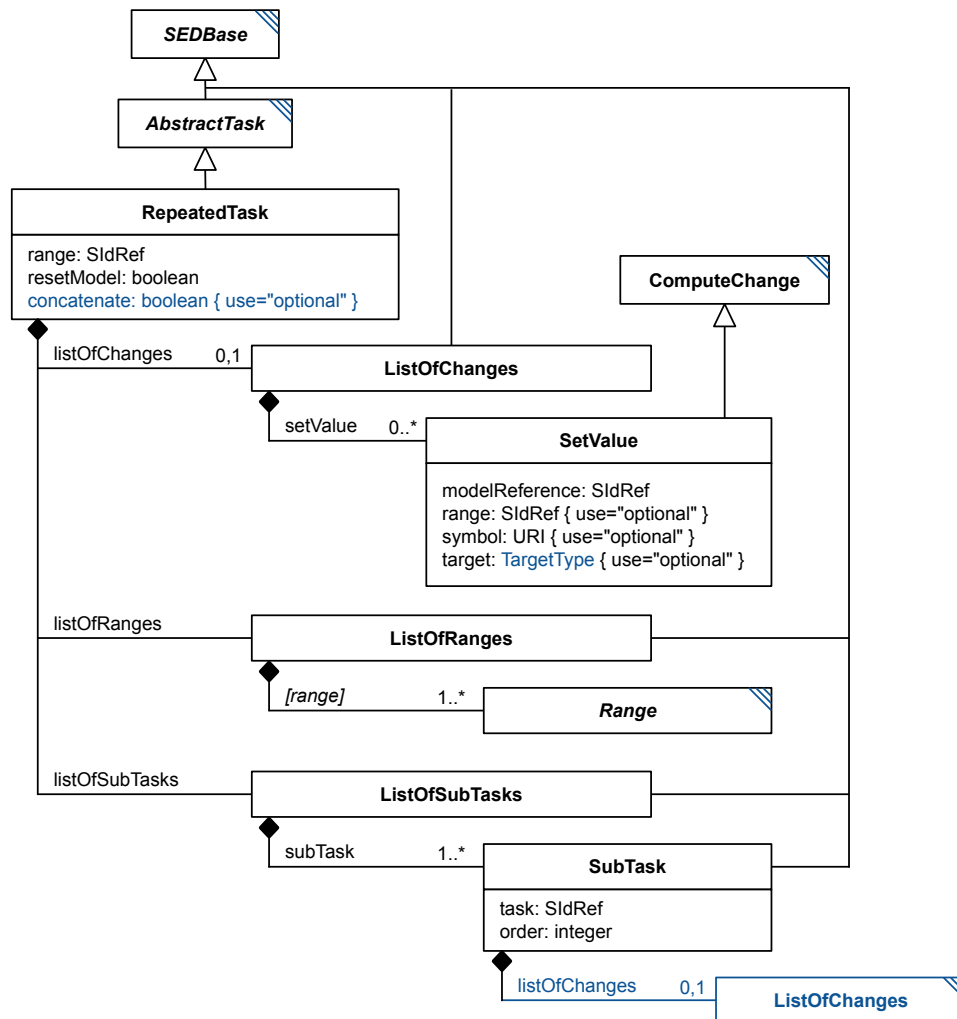 SEDBase
AbstractTask
RepeatedTask
range: SIdRef
resetModel: boolean
concatenate: boolean { use="optional" }
ComputeChange
listOfChanges 0,1
ListOfChanges
setValue 0..*
SetValue
modelReference: SIdRef
range: SIdRef { use="optional" }
symbol: URI { use="optional" }
target: TargetType { use="optional" }
listOfRanges
ListOfRanges
[range] 1..*
Range
listOfSubTasks
ListOfSubTasks
subTask 1..*
SubTask
task: SIdRef
order: integer
listOfChanges 0,1
ListOfChanges